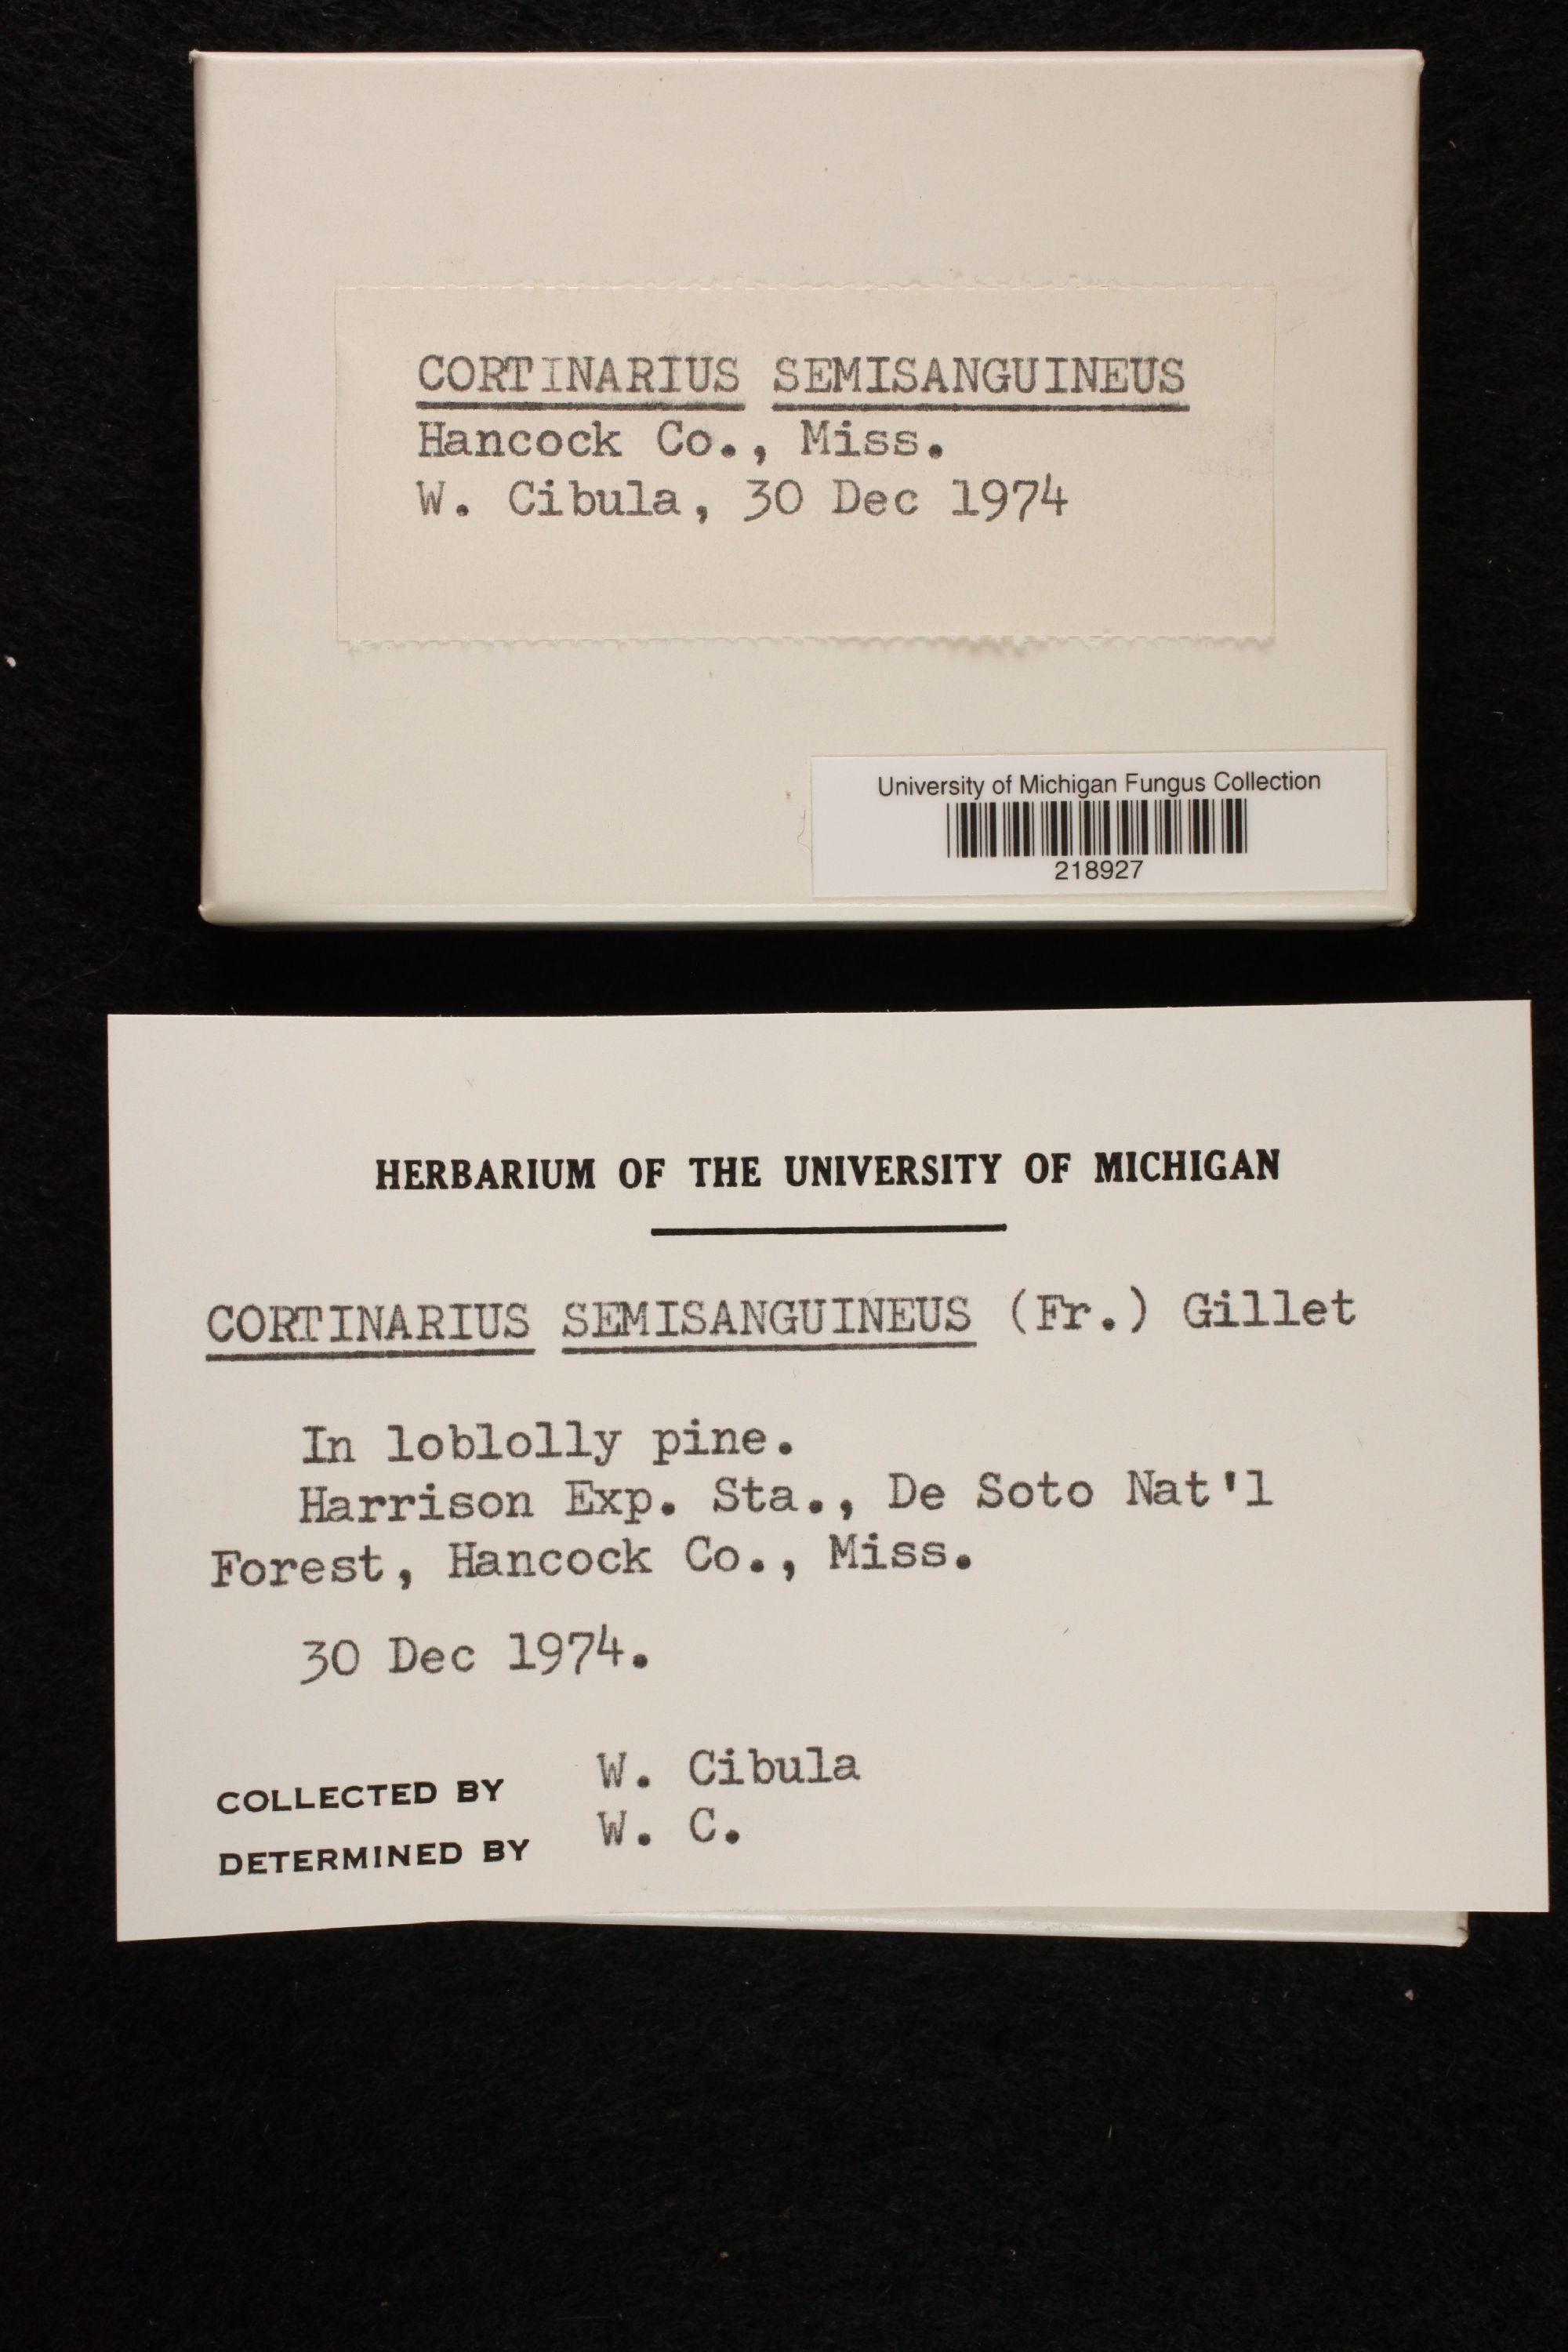 CORTINARIUS SEMISANGUINEUS
Hancock Co., Miss.
W. Cibula, 30 Dec 1974
University of Michigan Fungus Collection
218927
HERBARIUM OF THE UNIVERSITY OF MICHIGAN
CORTINARIUS SEMISANGUINEUS (Fr.) Gillet
In loblolly pine.
Harrison Exp. Sta., De Soto Nat'l
Forest, Hancock Co., Miss.
30 Dec 1974.
COLLECTED BY W. Cibula
DETERMINED BY W. C.